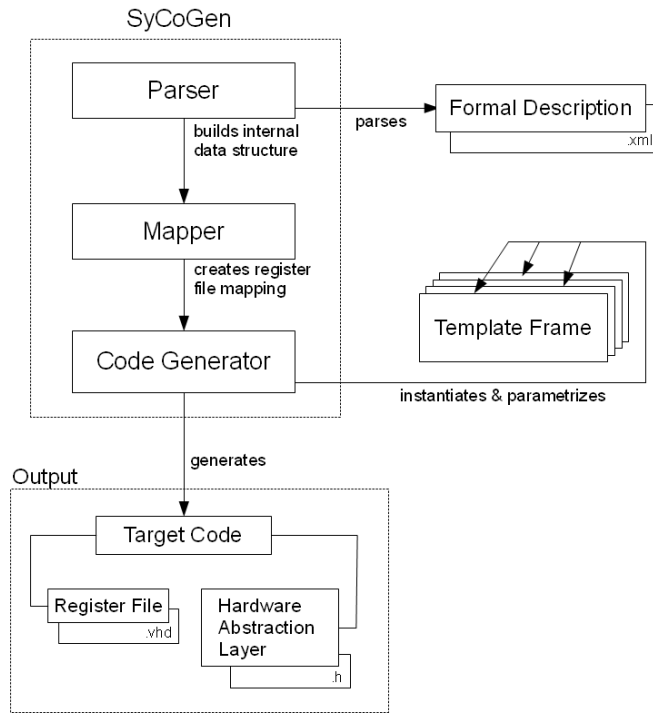 SyCoGen
Parser
Formal Description
.xml
parses
builds internal
data structure
Mapper
creates register
file mapping
Template Frame
Code Generator
instantiates & parametrizes
generates
Output
Target Code
Register File
.vhd
Hardware
Abstraction
Layer
.h